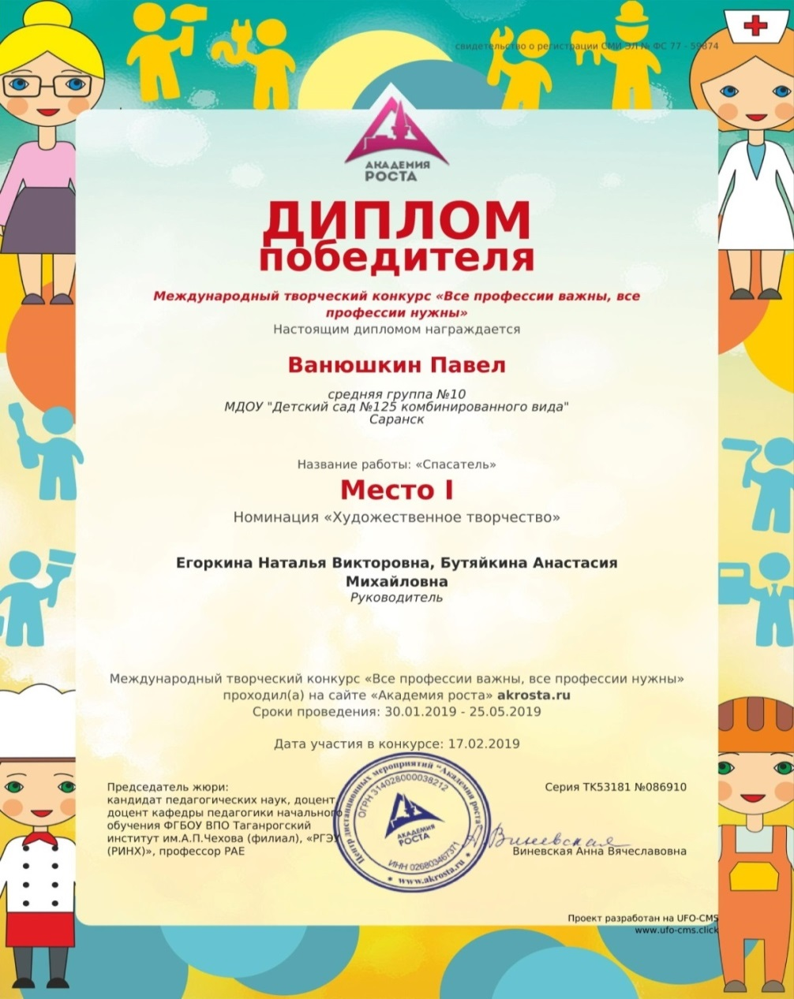 свидетельство о регистрации СМИ ЭЛ № ФС 77 - 59874
АКАДЕМИЯ
РОСТА
ДИПЛОМ
победителя
Международный творческий конкурс «Все профессии важны, все
профессии нужны»
Настоящим дипломом награждается
Ванюшкин Павел
средняя группа №10
МДОУ "Детский сад №125 комбинированного вида"
Саранск
Название работы: «Спасатель»
Место I
Номинация «Художественное творчество»
Егоркина Наталья Викторовна, Бутяйкина Анастасия
Михайловна
Руководитель
Международный творческий конкурс «Все профессии важны, все профессии нужны»
проходил(а) на сайте «Академия роста» akrosta.ru
Сроки проведения: 30.01.2019 - 25.05.2019
Дата участия в конкурсе: 17.02.2019
Председатель жюри:
кандидат педагогических наук, доцент,
доцент кафедры педагогики начального
обучения ФГБОУ ВПО Таганрогский
институт им.А.П.Чехова (филиал), «РГЭУ
(РИНХ)», профессор РАЕ
Центр дистанционных мероприятий "Академия роста"
ОГРН 314028000038212
АКАДЕМИЯ
РОСТА
ИНН 026803467371
www.akrosta.ru
Серия TK53181 №086910
Виневская
Виневская Анна Вячеславовна
Проект разработан на UFO-CMS
www.ufo-cms.click